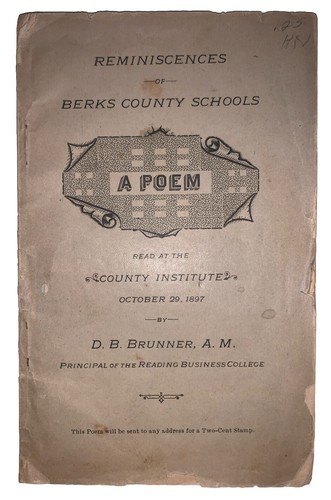 REMINISCENCES
OF
BERKS COUNTY SCHOOLS
A POEM
READ AT THE
COUNTY INSTITUTE
OCTOBER 29, 1897
BY
D. B. BRUNNER, A. M.
PRINCIPAL OF THE READING BUSINESS COLLEGE
This Poem will be sent to any address for a Two-Cent Stamp.